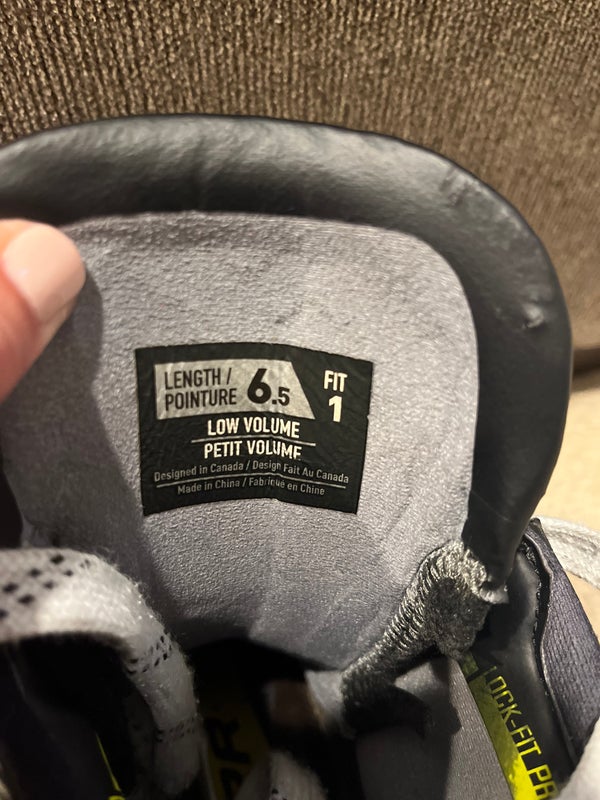 LENGTH /
POINTURE
6.5
FIT
1
LOW VOLUME
PETIT VOLUME
Designed in Canada / Design Fait Au Canada
Made in China / Fabriqué en Chine
LOCK-FIT